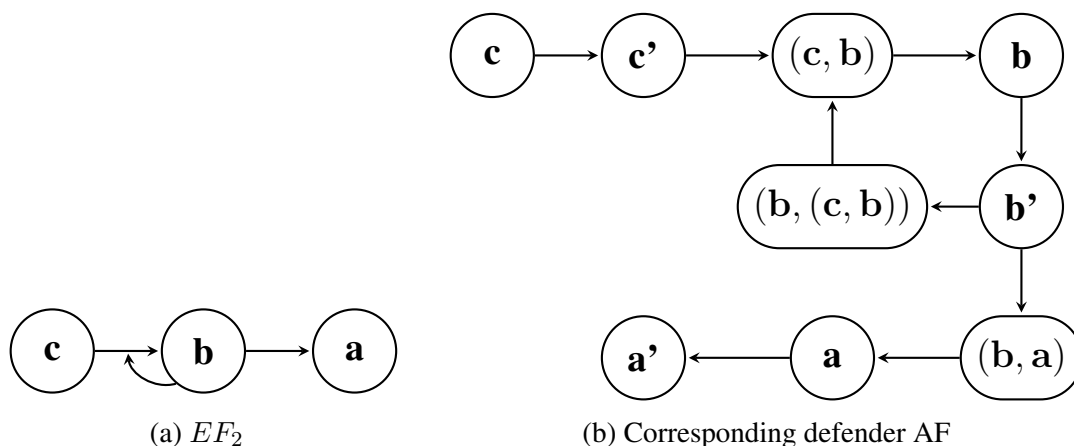 c c’ (c, b) b
(b, (c, b)) b’
c b a a’ a (b, a)
(a) EF₂ (b) Corresponding defender AF